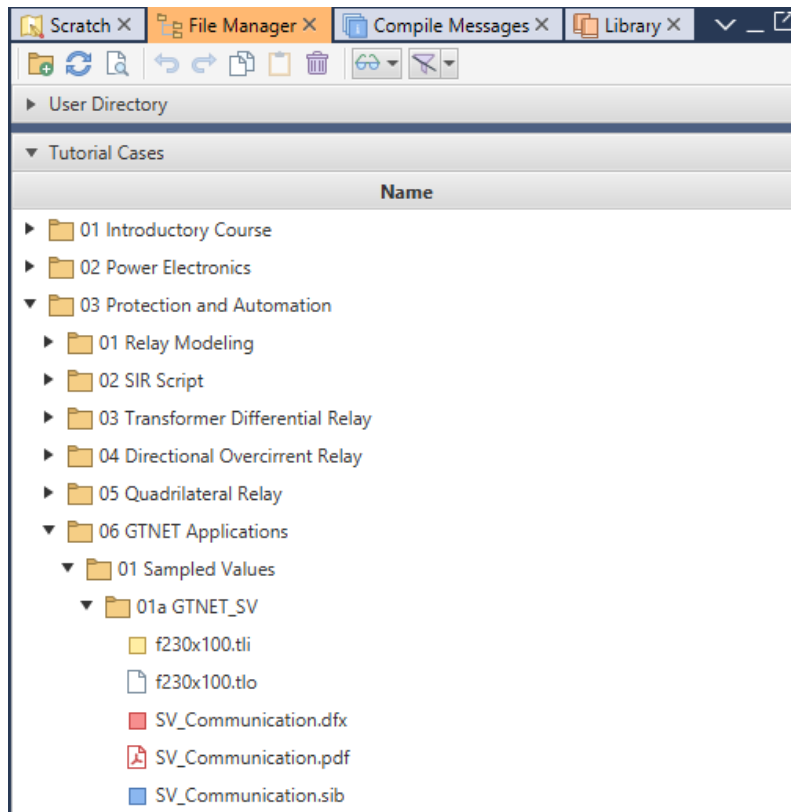 Scratch File Manager Compile Messages Library
User Directory
Tutorial Cases
Name
01 Introductory Course
02 Power Electronics
03 Protection and Automation
01 Relay Modeling
02 SIR Script
03 Transformer Differential Relay
04 Directional Overcirrent Relay
05 Quadrilateral Relay
06 GTNET Applications
01 Sampled Values
01a GTNET_SV
f230x100.tli
f230x100.tlo
SV_Communication.dfx
SV_Communication.pdf
SV_Communication.sib